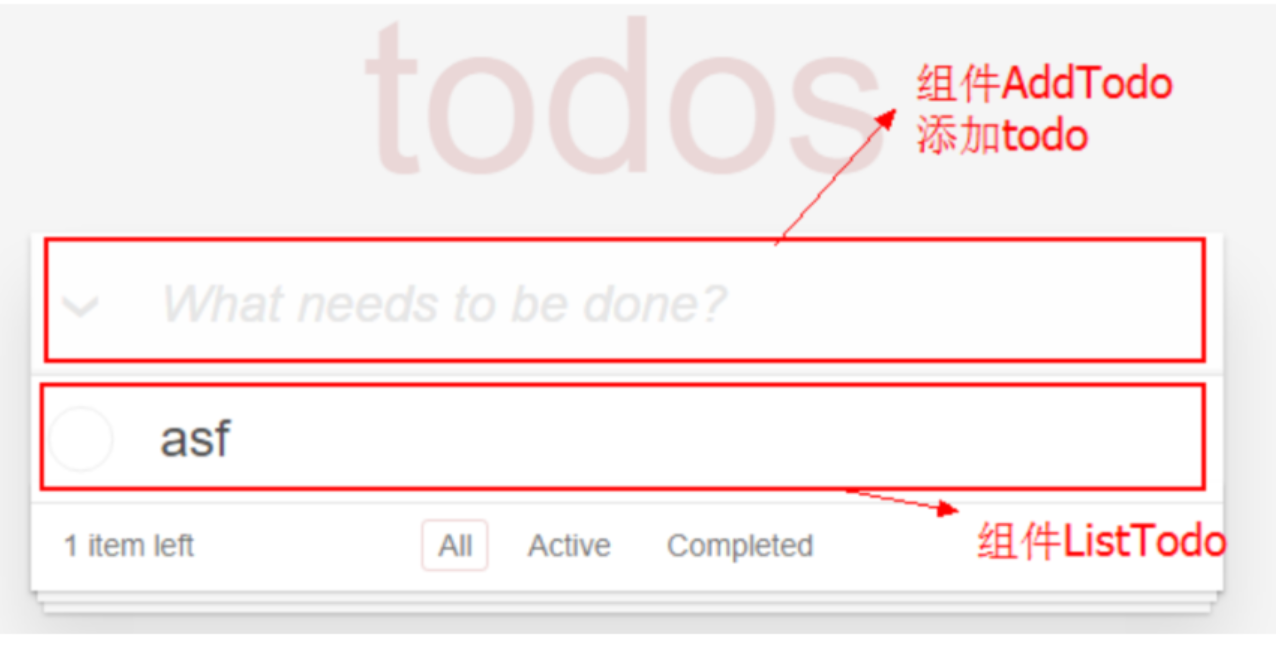 todos
组件AddTodo
添加todo
What needs to be done?
asf
1 item left All Active Completed
组件ListTodo